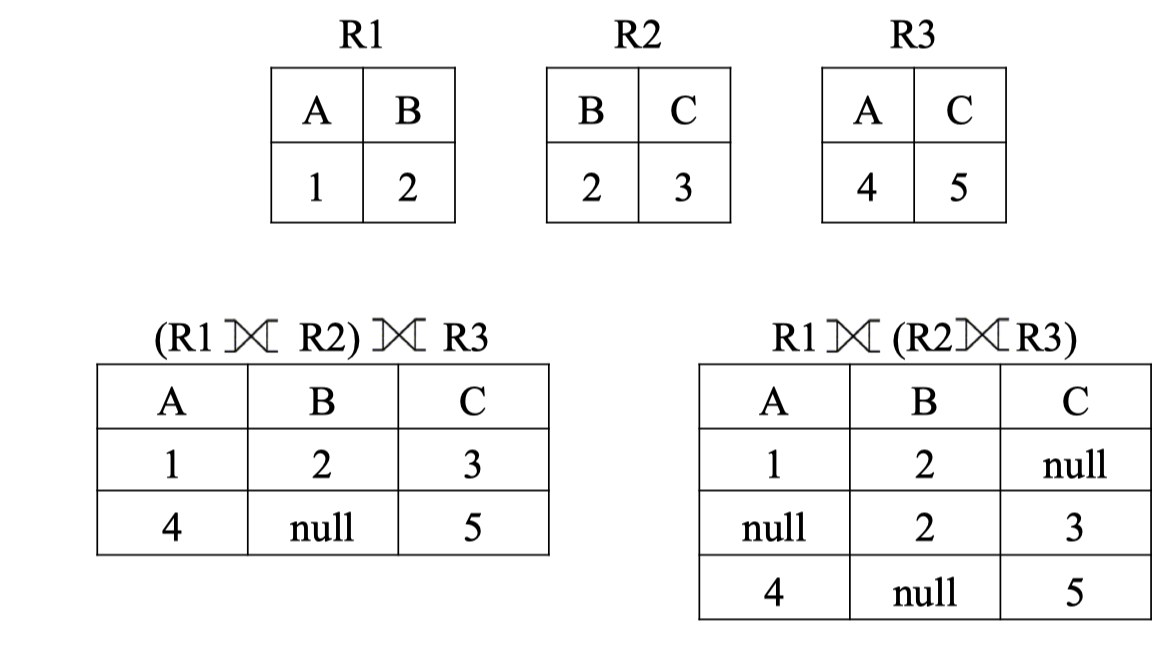 R1 R2 R3
A B B C A C
1 2 2 3 4 5
(R1 ⟗ R2) ⟗ R3 R1 ⟗ (R2 ⟗ R3)
A B C A B C
1 2 3 1 2 null
4 null 5 null 2 3
4 null 5